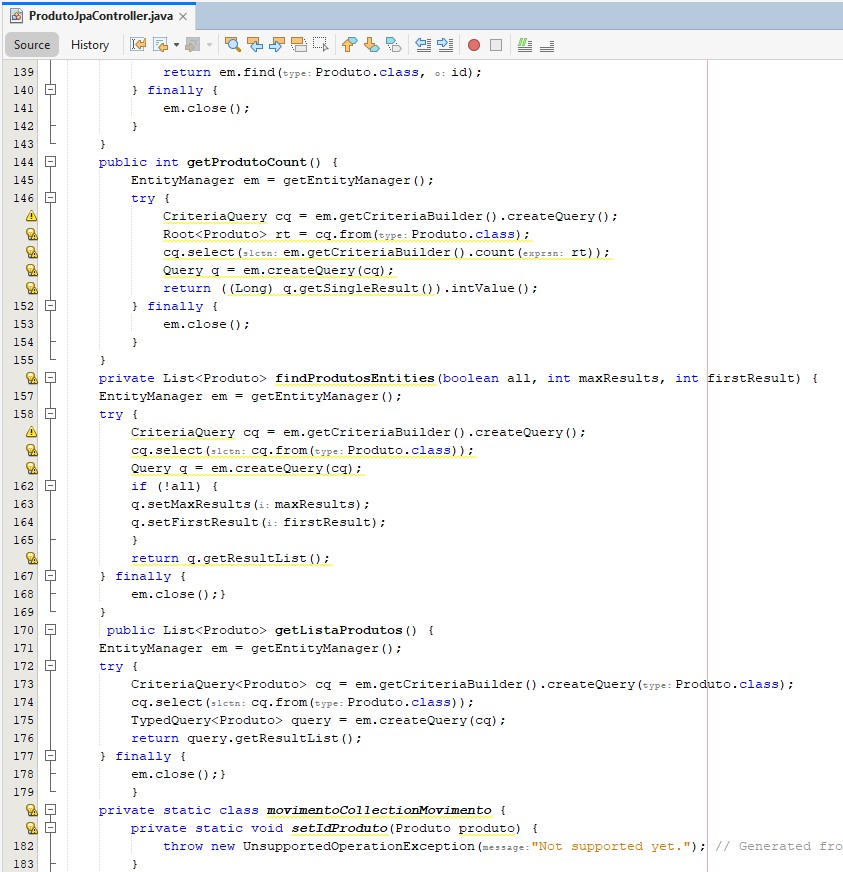 ProdutoJpaController.java
Source History
139 return em.find(type: Produto.class, o: id);
140 } finally {
141 em.close();
142 }
143 }
144 public int getProdutoCount() {
145 EntityManager em = getEntityManager();
146 try {
CriteriaQuery cq = em.getCriteriaBuilder().createQuery();
Root<Produto> rt = cq.from(type: Produto.class);
cq.select(slctn: em.getCriteriaBuilder().count(exprsn: rt));
Query q = em.createQuery(cq);
return ((Long) q.getSingleResult()).intValue();
152 } finally {
153 em.close();
154 }
155 }
private List<Produto> findProdutosEntities(boolean all, int maxResults, int firstResult) {
157 EntityManager em = getEntityManager();
158 try {
CriteriaQuery cq = em.getCriteriaBuilder().createQuery();
cq.select(slctn: cq.from(type: Produto.class));
Query q = em.createQuery(cq);
162 if (!all) {
163 q.setMaxResults(i: maxResults);
164 q.setFirstResult(i: firstResult);
165 }
return q.getResultList();
167 } finally {
168 em.close();}
169 }
170 public List<Produto> getListaProdutos() {
171 EntityManager em = getEntityManager();
172 try {
173 CriteriaQuery<Produto> cq = em.getCriteriaBuilder().createQuery(type: Produto.class);
174 cq.select(slctn: cq.from(type: Produto.class));
175 TypedQuery<Produto> query = em.createQuery(cq);
176 return query.getResultList();
177 } finally {
178 em.close();}
179 }
private static class movimentoCollectionMovimento {
private static void setIdProduto(Produto produto) {
182 throw new UnsupportedOperationException(message: "Not supported yet."); // Generated fro
183 }